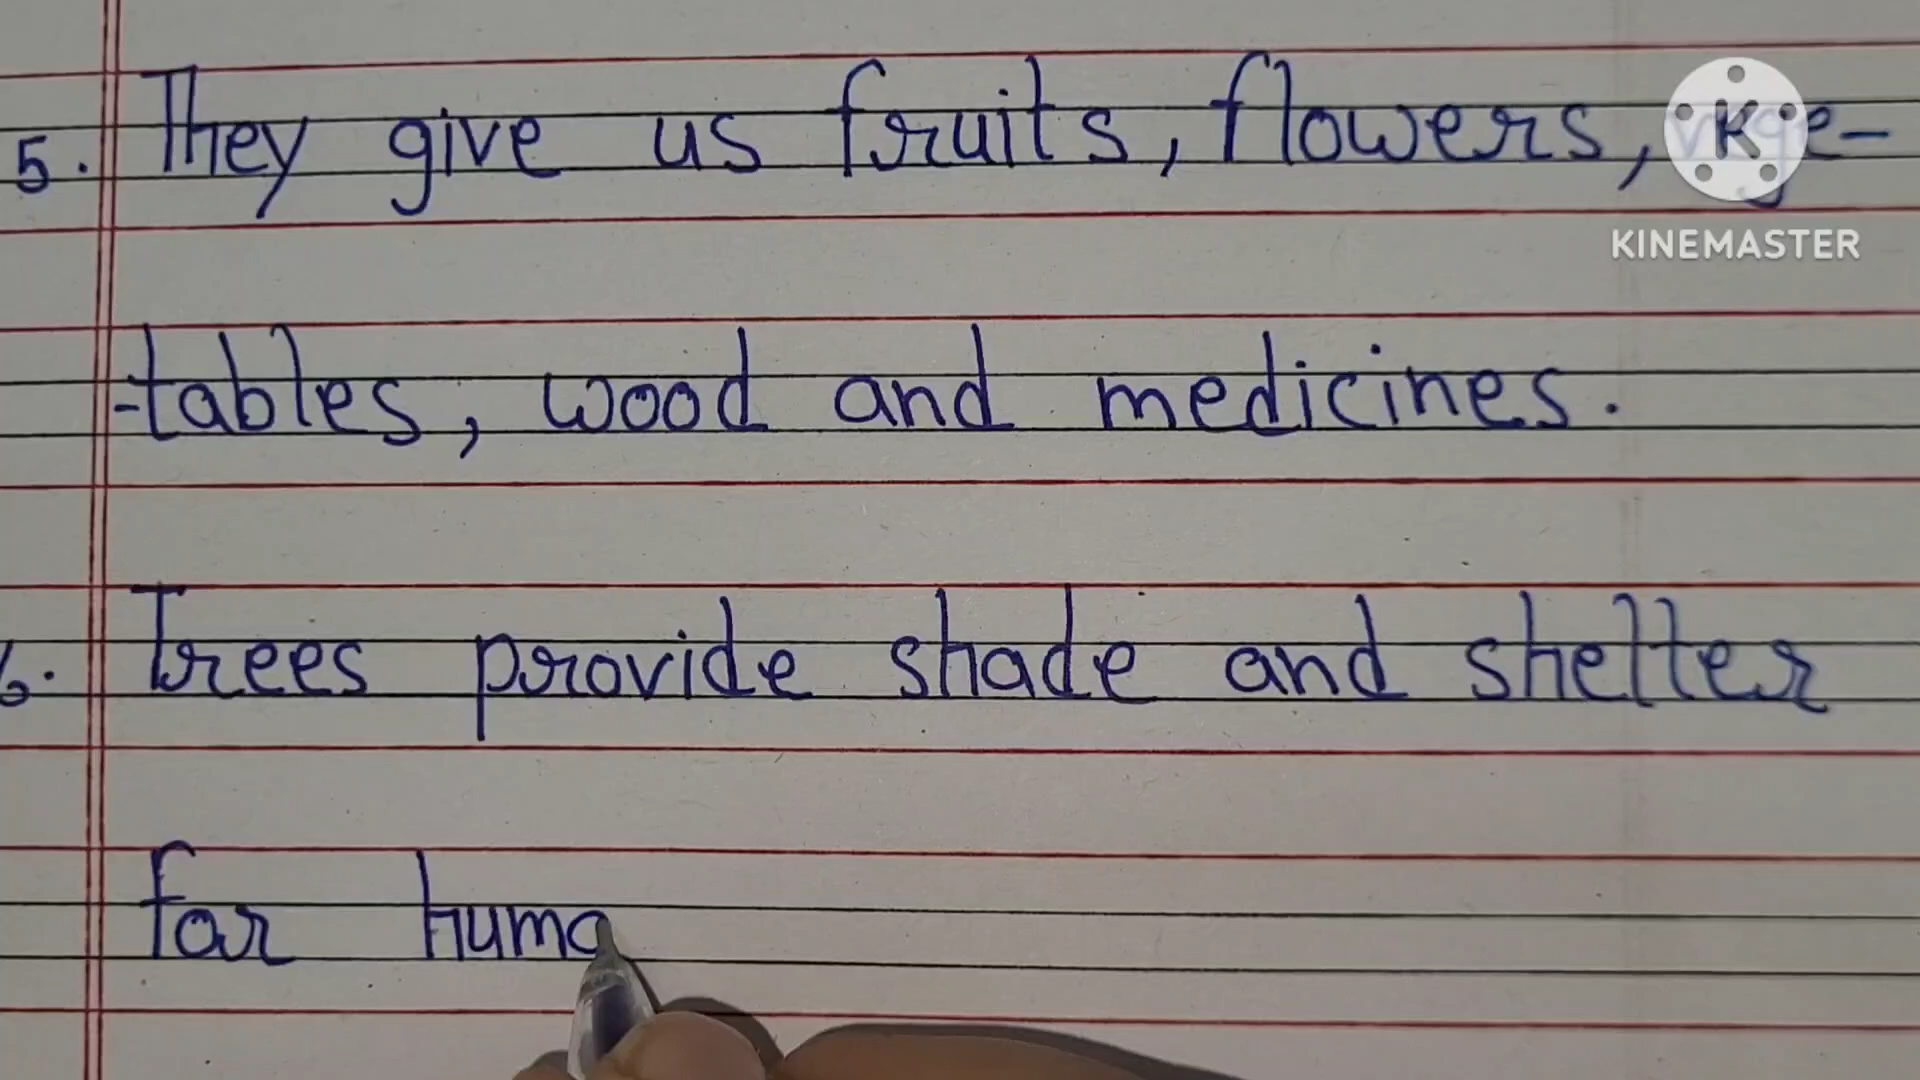 5. They give us fruits, flowers, vege-
KINEMASTER
-tables, wood and medicines.
6. Trees provide shade and shelter
for huma